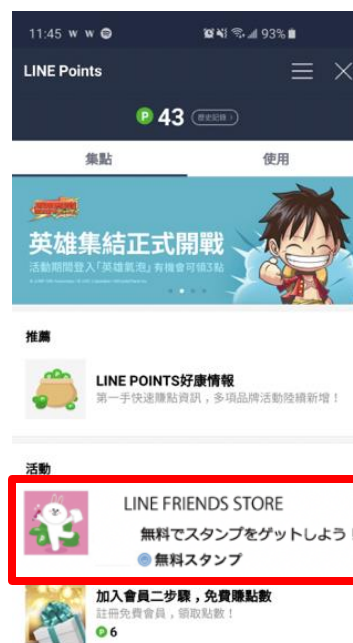 11:45 w w
93%
LINE Points
P 43 歷史記錄 >
集點 使用
英雄集結正式開戰
活動期間登入「英雄氣泡」有機會可領3點
推薦
LINE POINTS好康情報
第一手快速賺點資訊，多項品牌活動陸續新增！
活動
LINE FRIENDS STORE
無料でスタンプをゲットしよう！
無料スタンプ
加入會員二步驟，免費賺點數
註冊免費會員，領取點數！
P 6